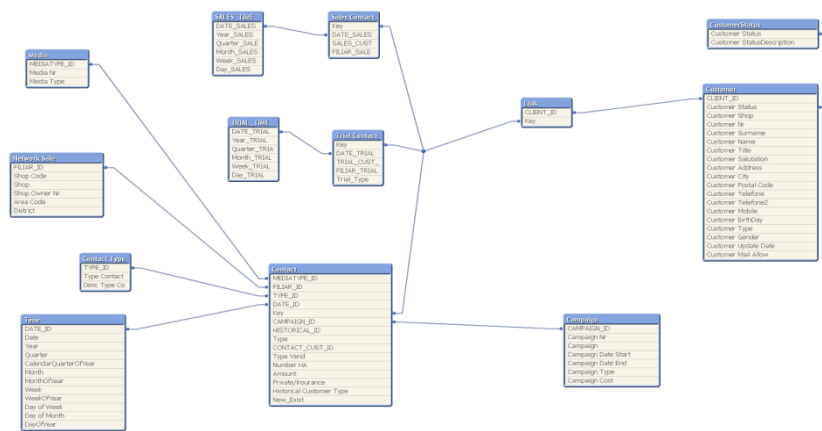 SALES_TIME
DATE_SALES
Year_SALES
Quarter_SALE
Month_SALES
Week_SALES
Day_SALES
Sales Contact
Key
DATE_SALES
SALES_CUST
FILIAR_SALE
CustomerStatus
Customer Status
Customer StatusDescription
Media
MEDIATYPE_ID
Media Nr
Media Type
Customer
CLIENT_ID
Customer Status
Customer Shop
Customer Nr
Customer Surname
Customer Name
Customer Title
Customer Salutation
Customer Address
Customer City
Customer Postal Code
Customer Telefone
Customer Telefone2
Customer Mobile
Customer BirthDay
Customer Type
Customer Gender
Customer Update Date
Customer Mail Allow
Link
CLIENT_ID
Key
TRIAL_TIME
DATE_TRIAL
Year_TRIAL
Quarter_TRIA
Month_TRIAL
Week_TRIAL
Day_TRIAL
Trial Contact
Key
DATE_TRIAL
TRIAL_CUST_
FILIAR_TRIAL
Trial_Type
Network Sale
FILIAR_ID
Shop Code
Shop
Shop Owner Nr
Area Code
District
Contact_Type
TYPE_ID
Type Contact
Desc Type Co
Contact
MEDIATYPE_ID
FILIAR_ID
TYPE_ID
DATE_ID
Key
CAMPAIGN_ID
HISTORICAL_ID
Type
CONTACT_CUST_ID
Type Vend
Number HA
Amount
Private/Insurance
Historical Customer Type
New_Exist
Time
DATE_ID
Date
Year
Quarter
CalendarQuarterOfYear
Month
MonthOfYear
Week
WeekOfYear
Day of Week
Day of Month
DayOfYear
Campaign
CAMPAIGN_ID
Campaign Nr
Campaign
Campaign Date Start
Campaign Date End
Campaign Type
Campaign Cost